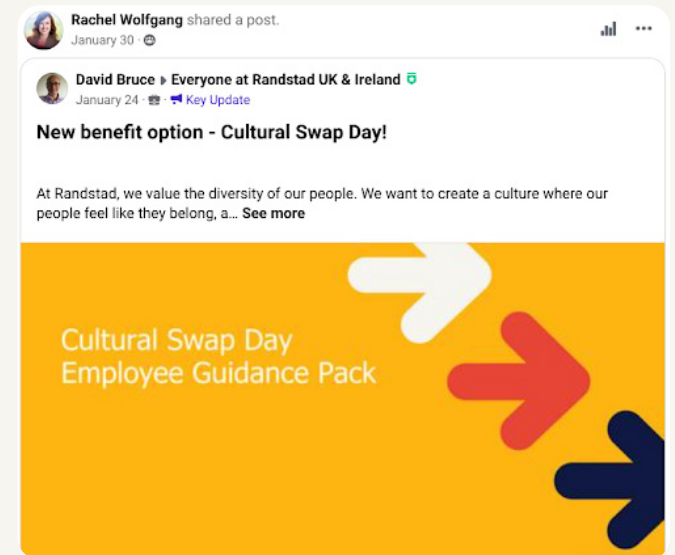 Rachel Wolfgang shared a post.
January 30 ·
David Bruce ▸ Everyone at Randstad UK & Ireland
January 24 · · Key Update
New benefit option - Cultural Swap Day!
At Randstad, we value the diversity of our people. We want to create a culture where our
people feel like they belong, a... See more
Cultural Swap Day
Employee Guidance Pack